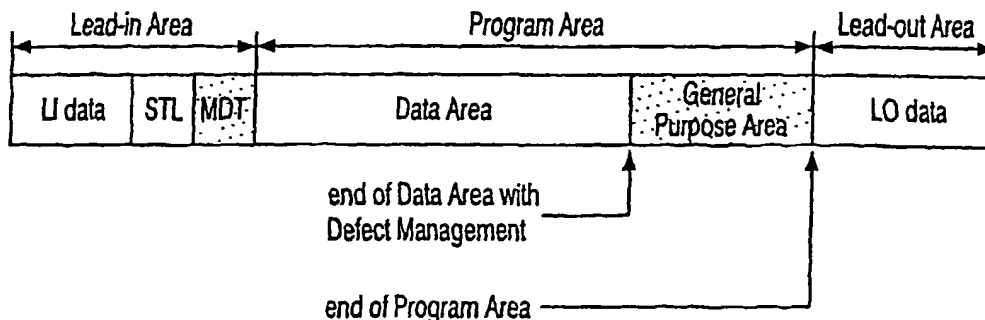 Lead-in Area
Program Area
Lead-out Area
LI data
STL
MDT
Data Area
General
Purpose Area
LO data
end of Data Area with
Defect Management
end of Program Area